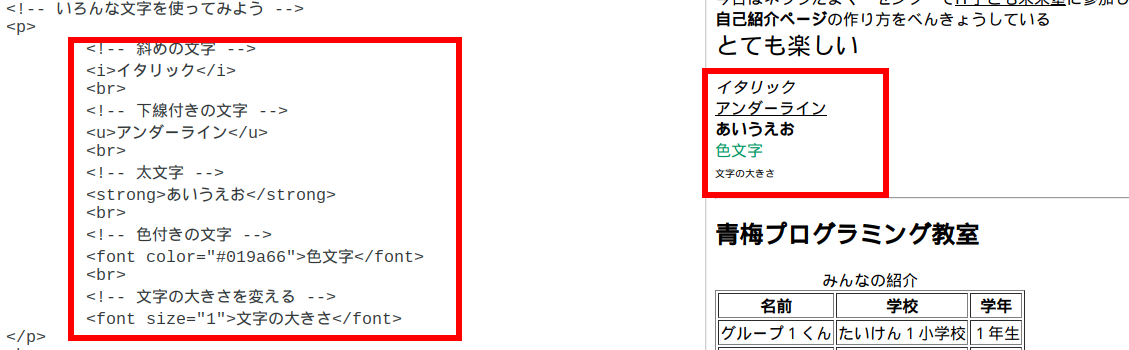 <!-- いろんな文字を使ってみよう -->
<p>
<!-- 斜めの文字 -->
<i>イタリック</i>
<br>
<!-- 下線付きの文字 -->
<u>アンダーライン</u>
<br>
<!-- 太文字 -->
<strong>あいうえお</strong>
<br>
<!-- 色付きの文字 -->
<font color="#019a66">色文字</font>
<br>
<!-- 文字の大きさを変える -->
<font size="1">文字の大きさ</font>
</p>
自己紹介ページの作り方をべんきょうしている
とても楽しい
イタリック
アンダーライン
あいうえお
色文字
文字の大きさ
青梅プログラミング教室
みんなの紹介
名前 学校 学年
グループ１くん たいけん１小学校 １年生